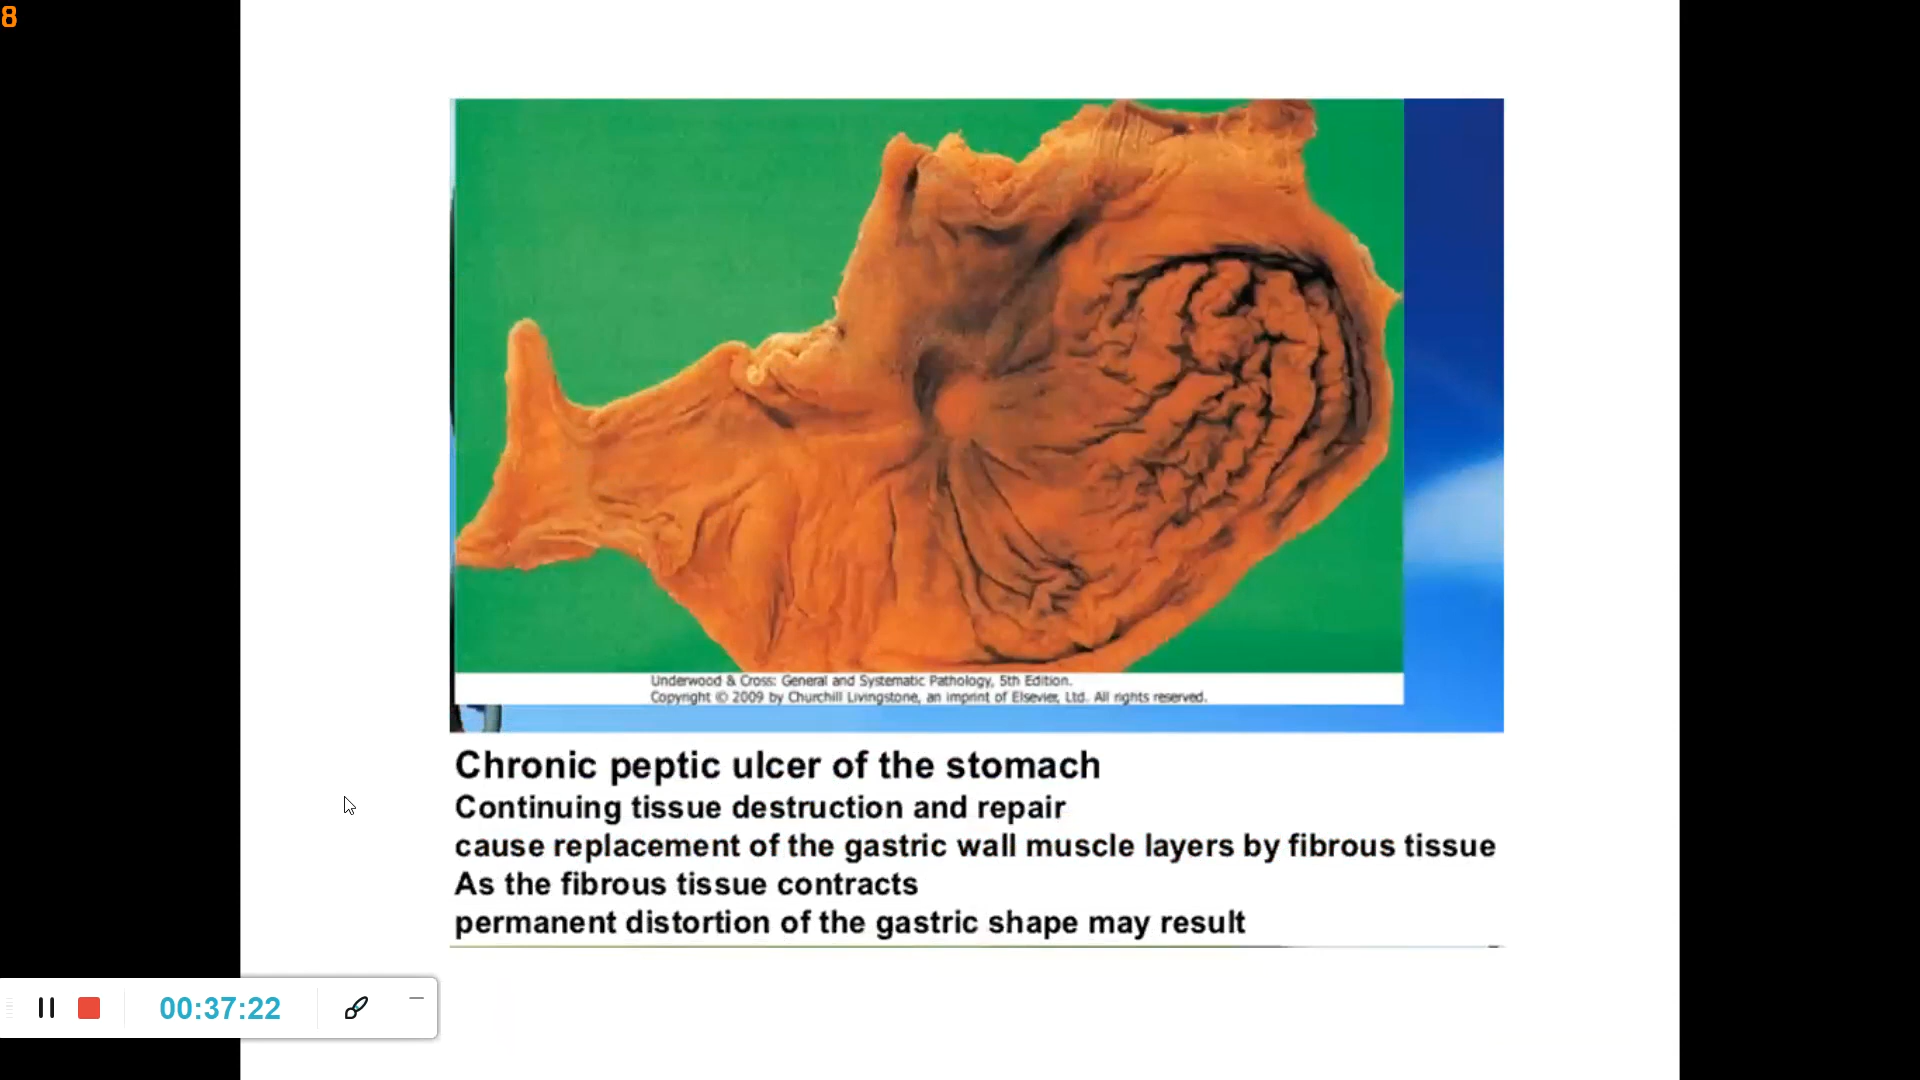 8
Underwood & Cross: General and Systematic Pathology, 5th Edition.
Copyright © 2009 by Churchill Livingstone, an imprint of Elsevier, Ltd. All rights reserved.
Chronic peptic ulcer of the stomach
Continuing tissue destruction and repair
cause replacement of the gastric wall muscle layers by fibrous tissue
As the fibrous tissue contracts
permanent distortion of the gastric shape may result
00:37:22